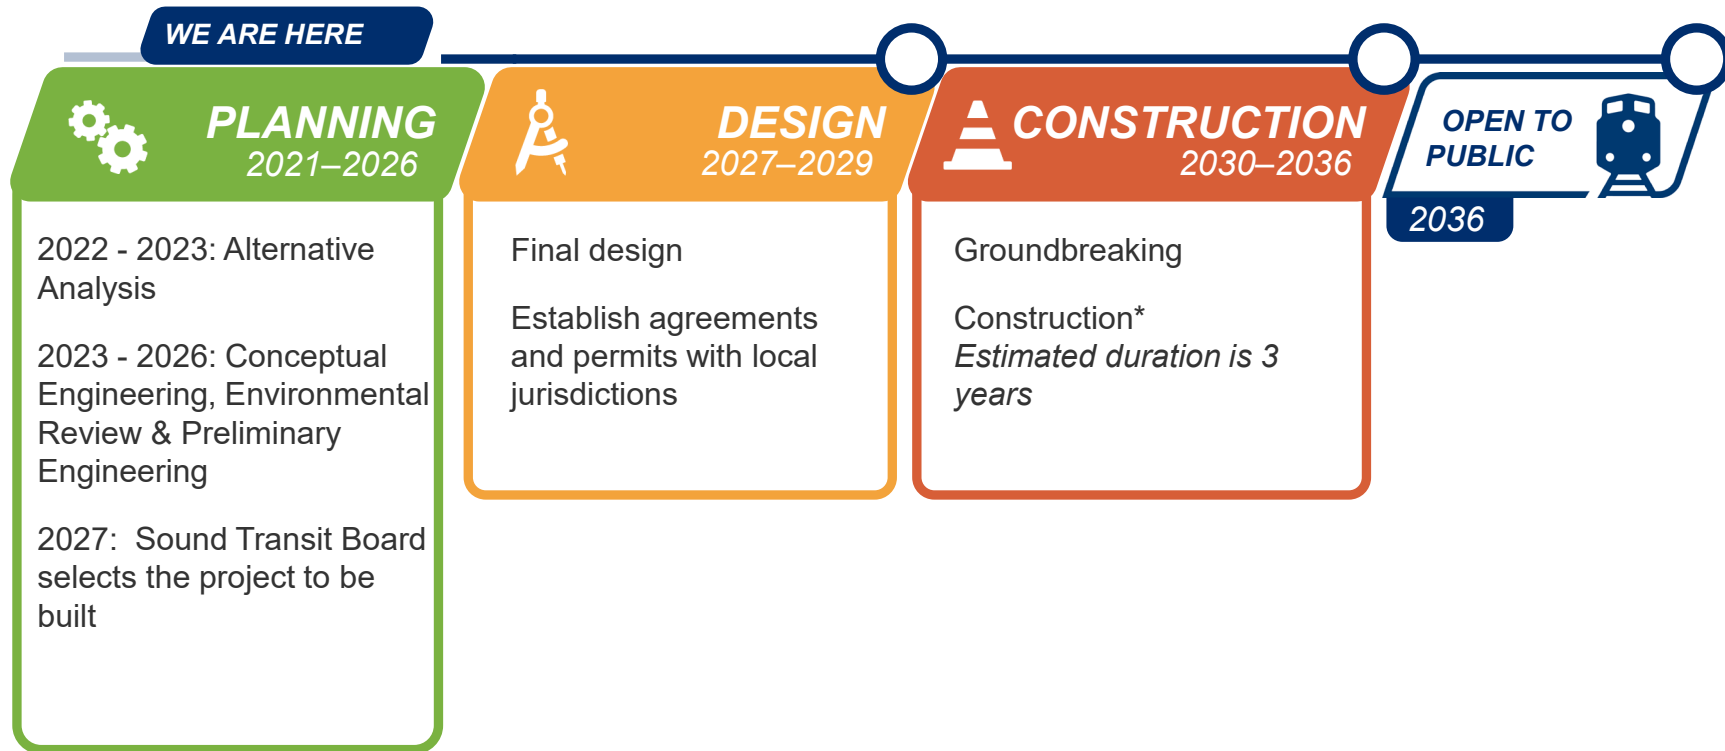 WE ARE HERE
PLANNING
2021–2026
2022 - 2023: Alternative
Analysis
2023 - 2026: Conceptual
Engineering, Environmental
Review & Preliminary
Engineering
2027:  Sound Transit Board
selects the project to be
built
DESIGN
2027–2029
Final design
Establish agreements
and permits with local
jurisdictions
CONSTRUCTION
2030–2036
Groundbreaking
Construction*
Estimated duration is 3
years
OPEN TO
PUBLIC
2036